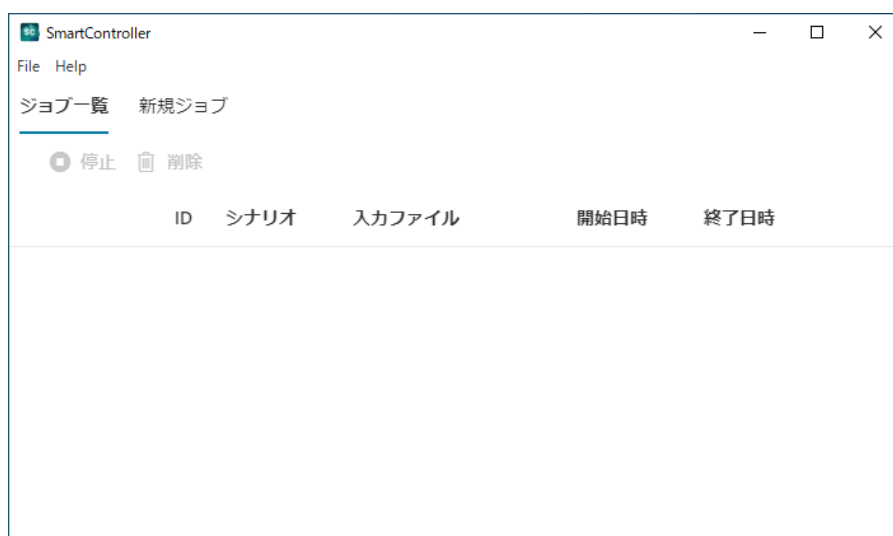 SmartController
File Help
ジョブ一覧 新規ジョブ
停止 削除
ID シナリオ 入力ファイル 開始日時 終了日時